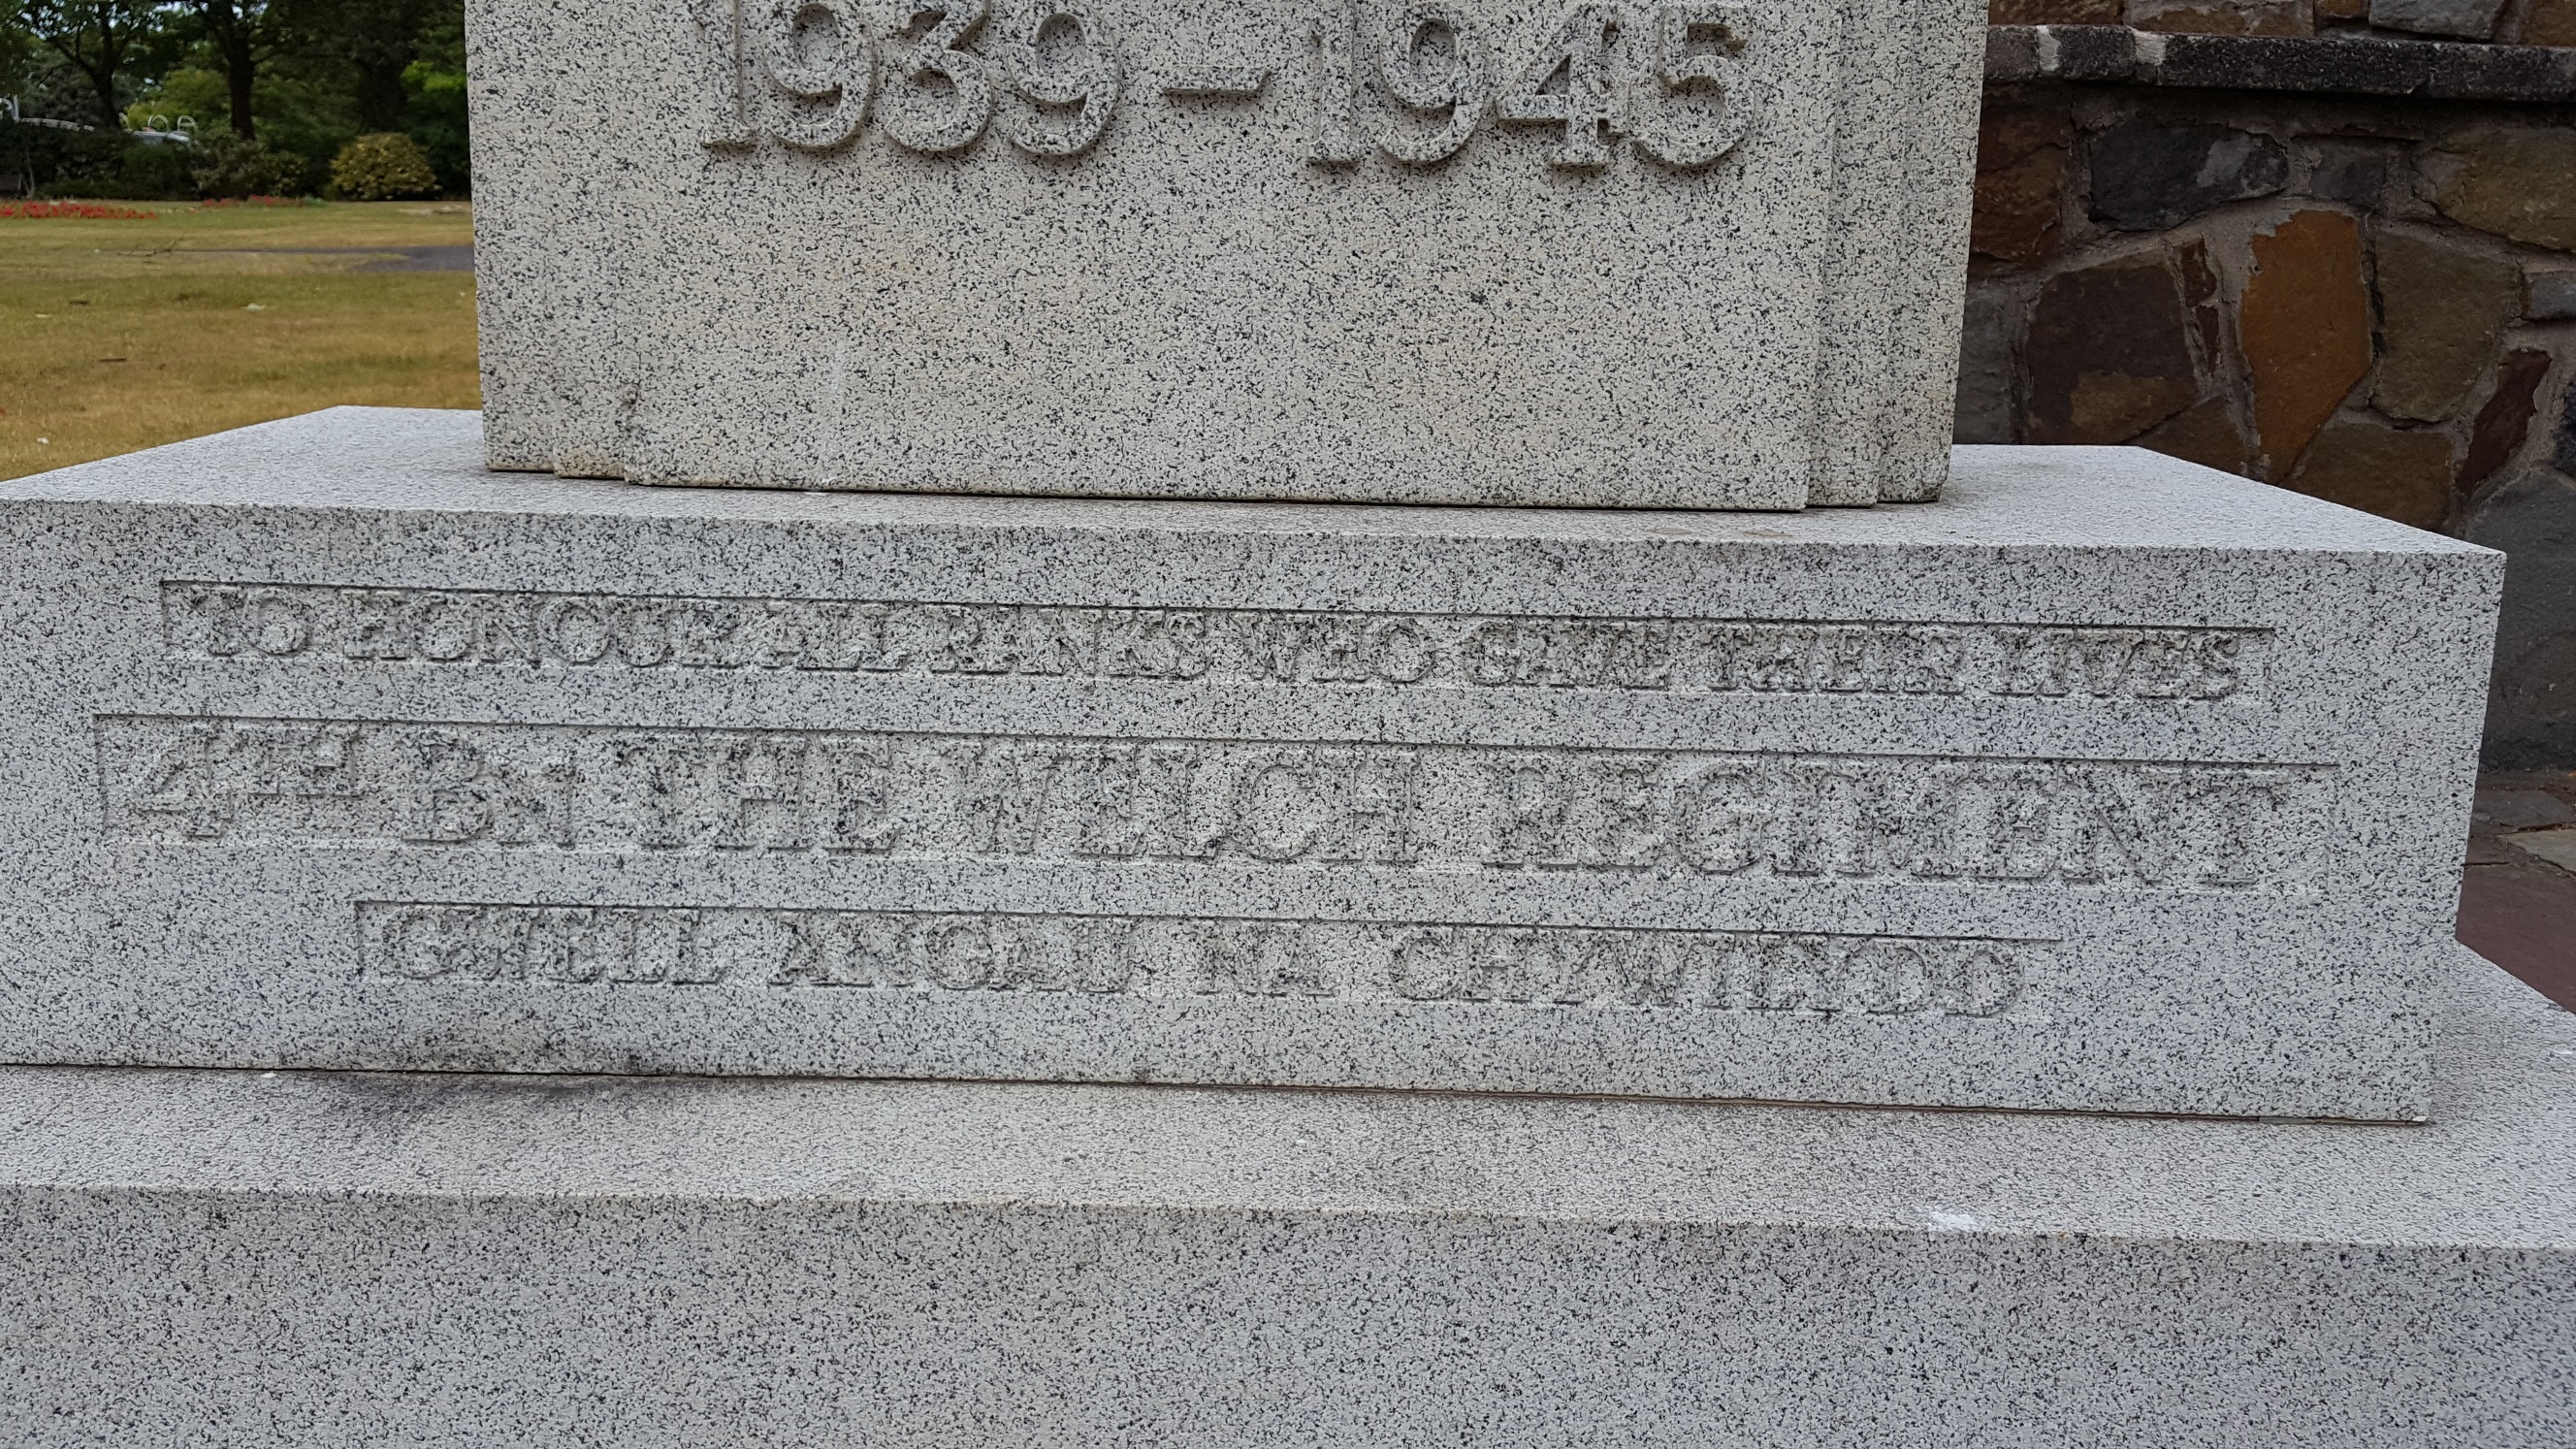 1939-1945
TO HONOUR ALL RANKS WHO GAVE THEIR LIVES
4TH BN THE WELCH REGIMENT
GWELL ANGAU NA CHYWILYDD